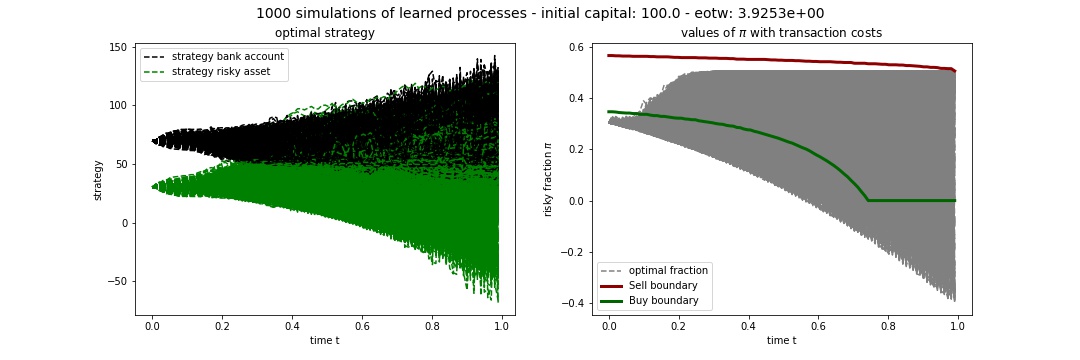 1000 simulations of learned processes - initial capital: 100.0 - eotw: 3.9253e+00
optimal strategy
strategy bank account
strategy risky asset
150
100
50
0
−50
strategy
0.0 0.2 0.4 0.6 0.8 1.0
time t
values of π with transaction costs
0.6
0.4
0.2
0.0
−0.2
−0.4
risky fraction π
optimal fraction
Sell boundary
Buy boundary
0.0 0.2 0.4 0.6 0.8 1.0
time t